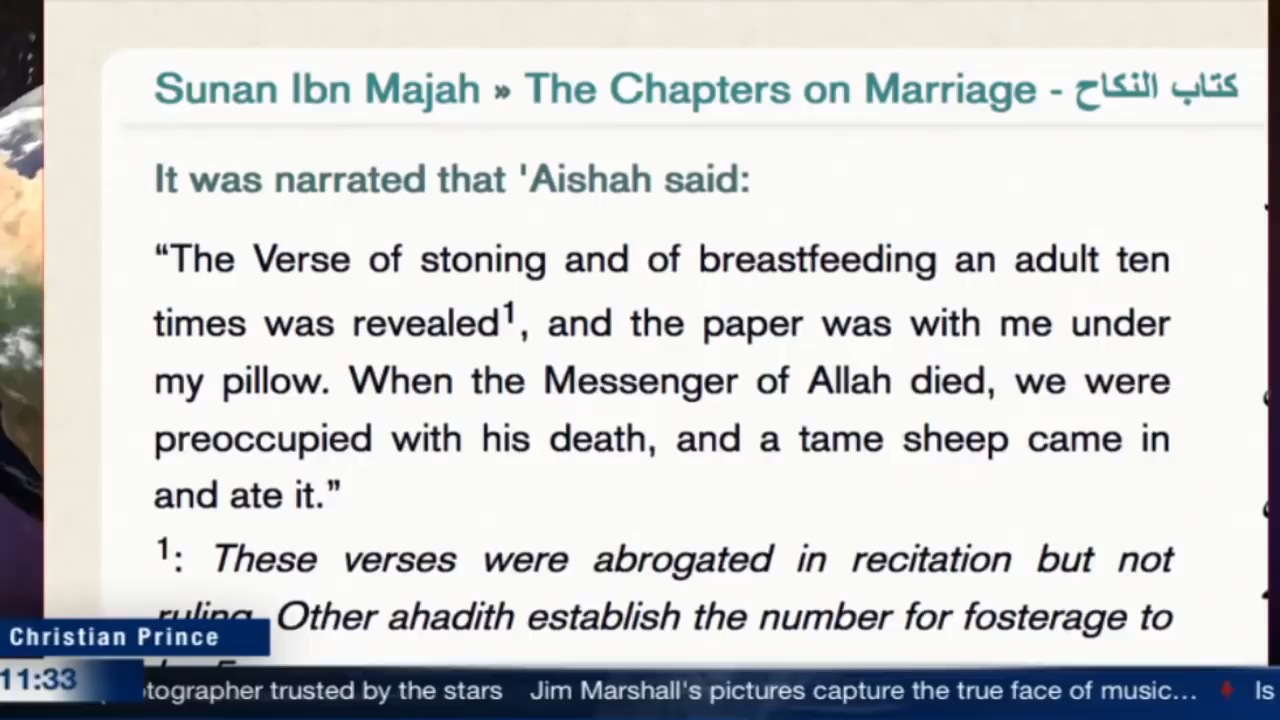 Sunan Ibn Majah » The Chapters on Marriage - كتاب النكاح
It was narrated that 'Aishah said:
“The Verse of stoning and of breastfeeding an adult ten
times was revealed¹, and the paper was with me under
my pillow. When the Messenger of Allah died, we were
preoccupied with his death, and a tame sheep came in
and ate it.”
¹: These verses were abrogated in recitation but not
ruling. Other ahadith establish the number for fosterage to
Christian Prince
11:33
tographer trusted by the stars Jim Marshall's pictures capture the true face of music... Is